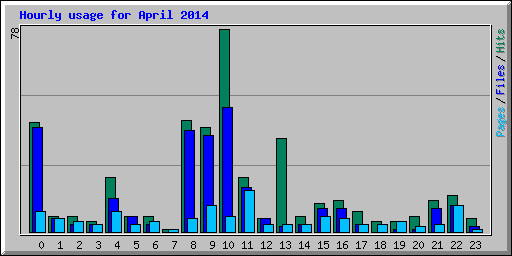 Hourly usage for April 2014
78
Pages/Files/Hits
0 1 2 3 4 5 6 7 8 9 10 11 12 13 14 15 16 17 18 19 20 21 22 23